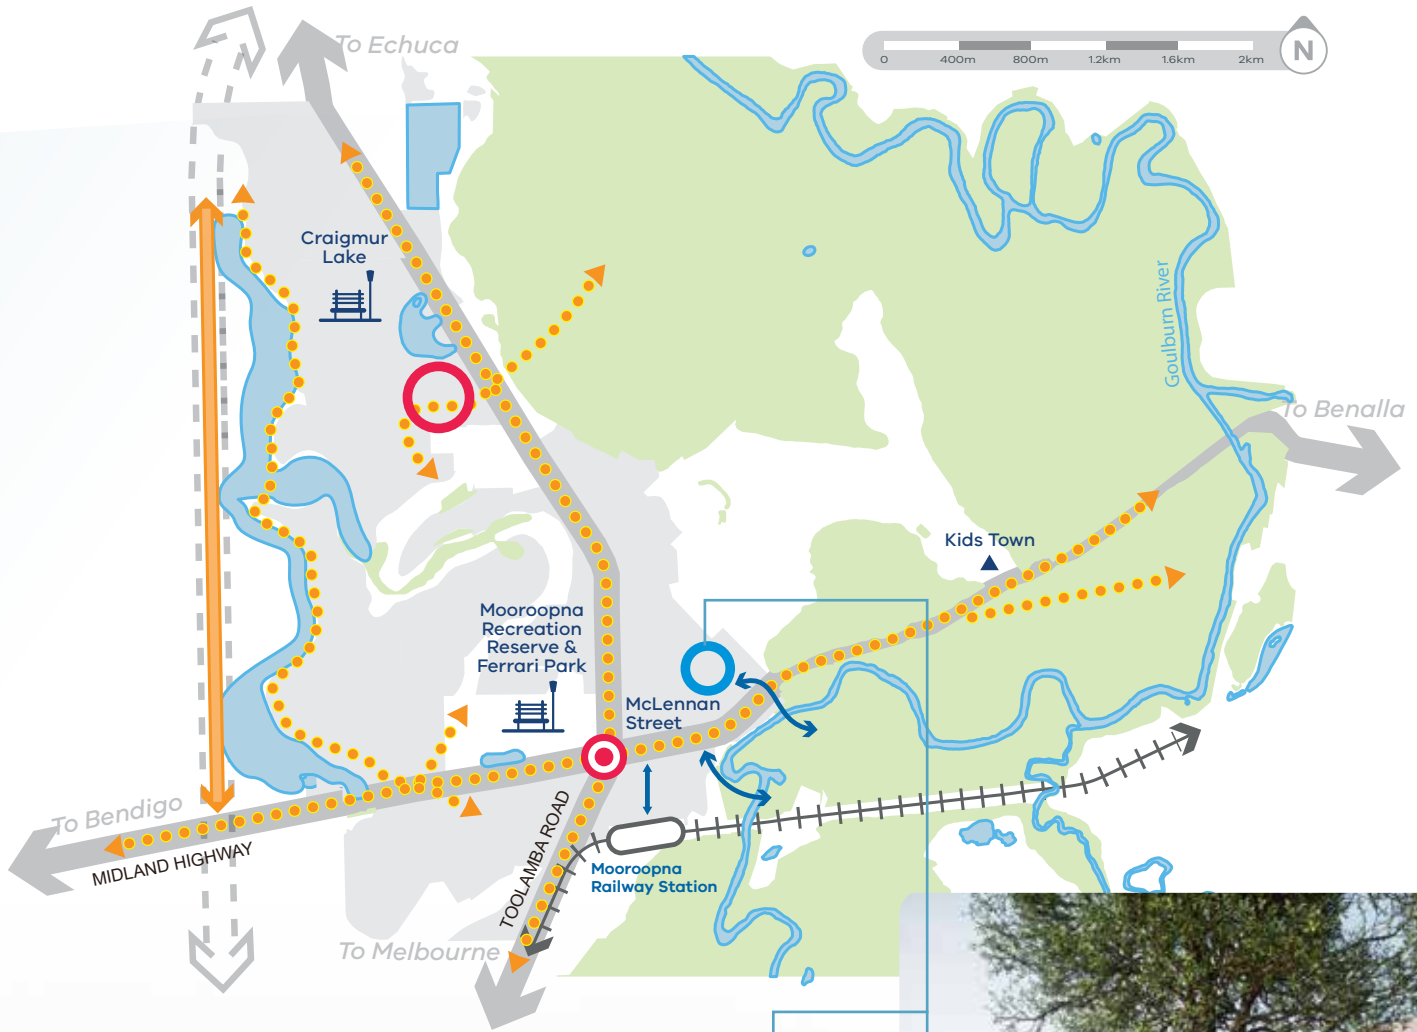 To Echuca
N
0 400m 800m 1.2km 1.6km 2km
Craigmur
Lake
Goulburn River
To Benalla
Kids Town
Mooroopna
Recreation
Reserve &
Ferrari Park
McLennan
Street
To Bendigo
MIDLAND HIGHWAY
TOOLAMBA ROAD
Mooroopna
Railway Station
To Melbourne